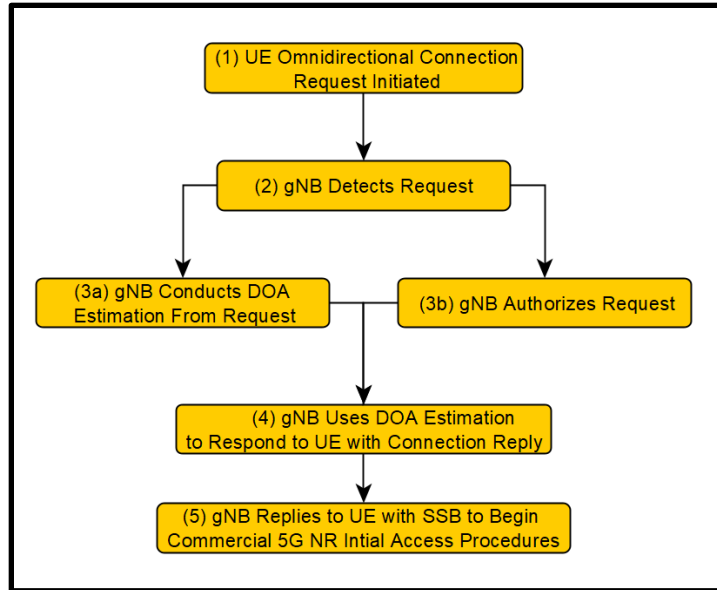 (1) UE Omnidirectional Connection
Request Initiated
(2) gNB Detects Request
(3a) gNB Conducts DOA
Estimation From Request
(3b) gNB Authorizes Request
(4) gNB Uses DOA Estimation
to Respond to UE with Connection Reply
(5) gNB Replies to UE with SSB to Begin
Commercial 5G NR Intial Access Procedures